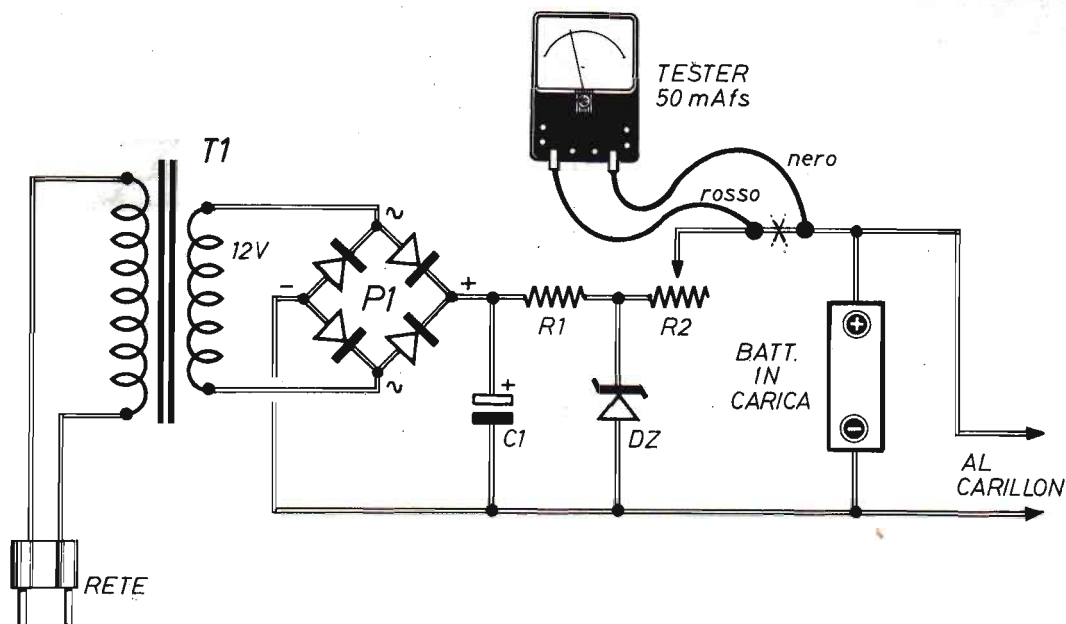 TESTER
50 mAfs
T1
nero
rosso
12V
~
-
P1
+
~
R1
R2
+
C1
DZ
BATT.
IN
CARICA
+
-
AL
CARILLON
RETE